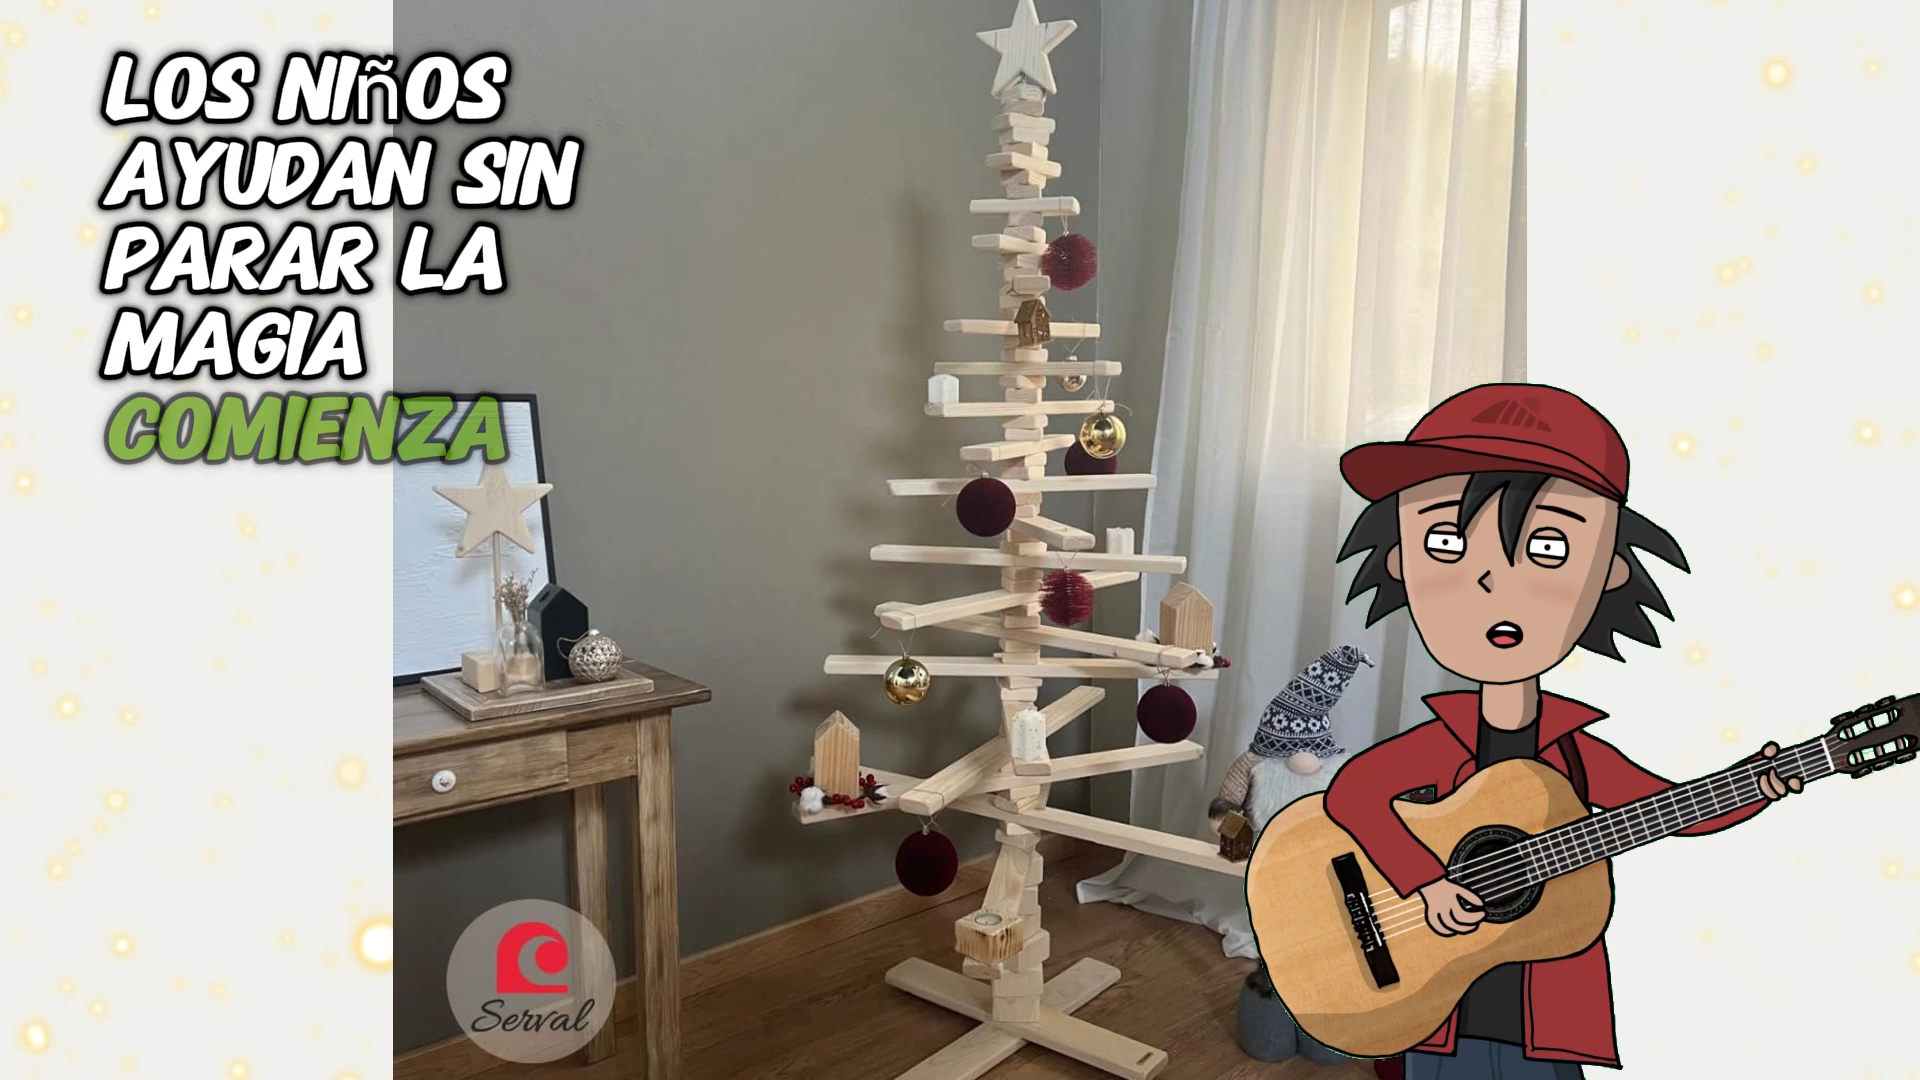 LOS NIñOS
AYUDAN SIN
PARAR LA
MAGIA
COMIENZA
Serval